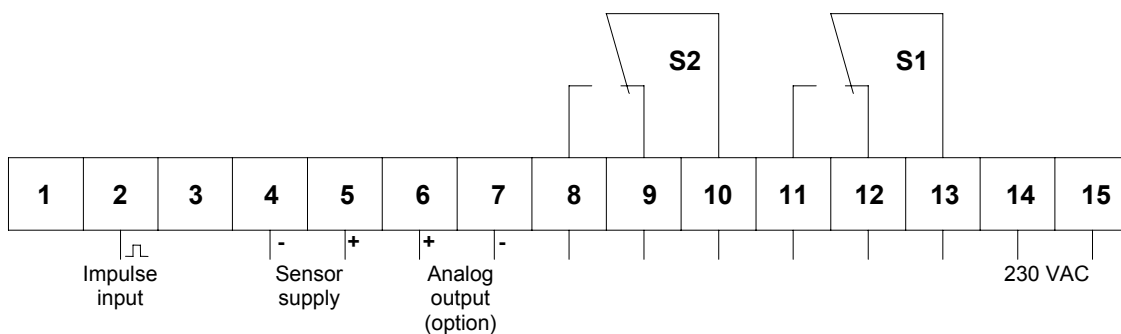 S2 S1
1 2 3 4 5 6 7 8 9 10 11 12 13 14 15
- + + -
Impulse input
Sensor supply
Analog output (option)
230 VAC